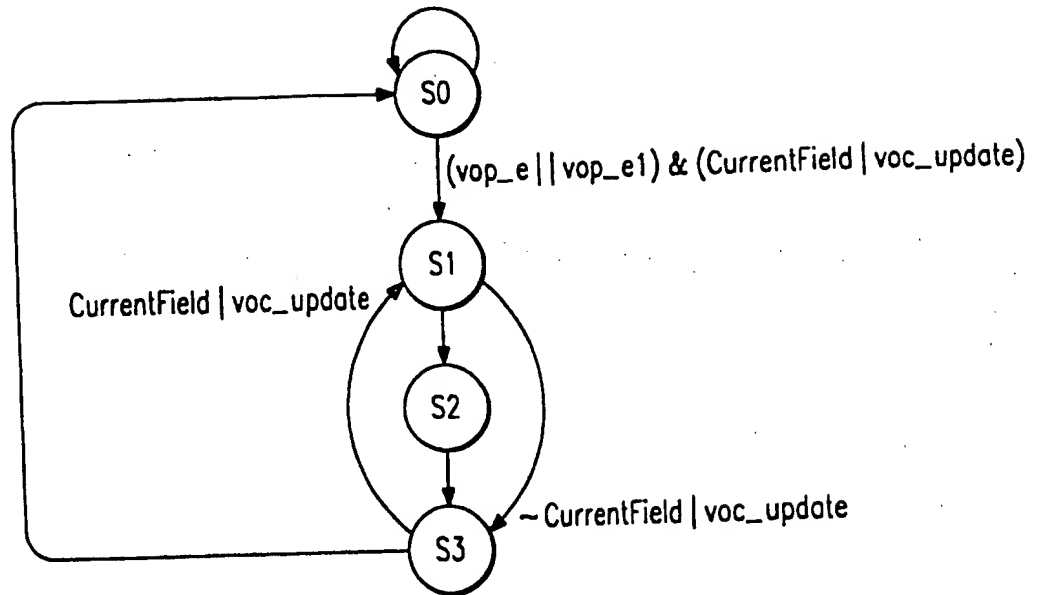 S0
(vop_e || vop_e1) & (CurrentField | voc_update)
S1
CurrentField | voc_update
S2
~ CurrentField | voc_update
S3